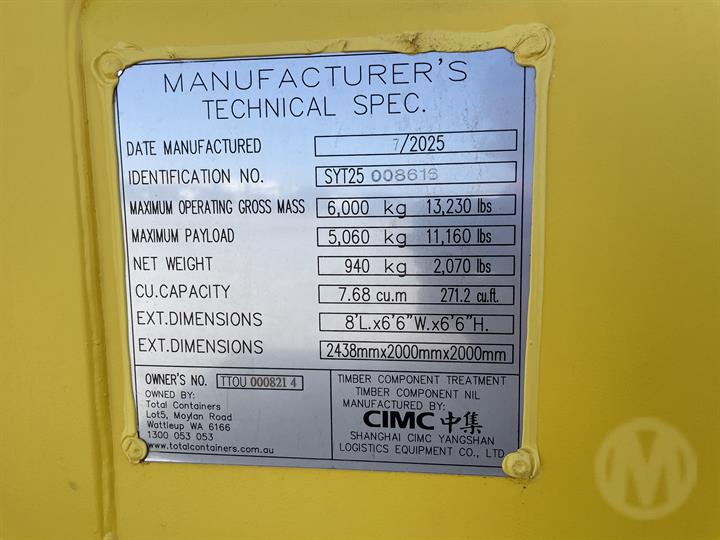 MANUFACTURER'S
TECHNICAL SPEC.
DATE MANUFACTURED 7/2025
IDENTIFICATION NO. SYT25 008616
MAXIMUM OPERATING GROSS MASS 6,000 kg 13,230 lbs
MAXIMUM PAYLOAD 5,060 kg 11,160 lbs
NET WEIGHT 940 kg 2,070 lbs
CU.CAPACITY 7.68 cu.m 271.2 cu.ft.
EXT.DIMENSIONS 8'L.x6'6"W.x6'6"H.
EXT.DIMENSIONS 2438mmx2000mmx2000mm
OWNER'S NO. TTOU 000821 4
OWNED BY:
Total Containers
Lot5, Moylan Road
Wattleup WA 6166
1300 053 053
www.totalcontainers.com.au
TIMBER COMPONENT TREATMENT
TIMBER COMPONENT NIL
MANUFACTURED BY:
CIMC 中集
SHANGHAI CIMC YANGSHAN
LOGISTICS EQUIPMENT CO., LTD
M